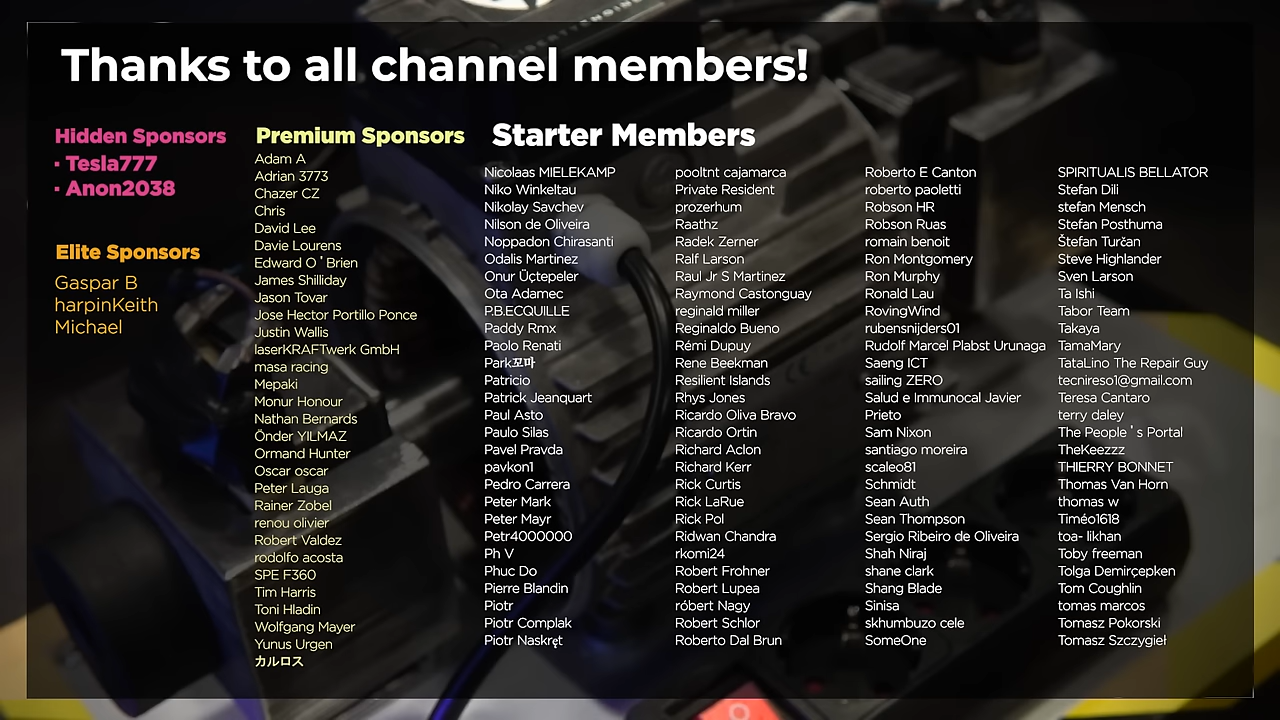 Thanks to all channel members!
Hidden Sponsors
· Tesla777
· Anon2038
Elite Sponsors
Gaspar B
harpinKeith
Michael
Premium Sponsors
Adam A
Adrian 3773
Chazer CZ
Chris
David Lee
Davie Lourens
Edward O'Brien
James Shilliday
Jason Tovar
Jose Hector Portillo Ponce
Justin Wallis
laserKRAFTwerk GmbH
masa racing
Mepaki
Monur Honour
Nathan Bernards
Önder YILMAZ
Ormand Hunter
Oscar oscar
Peter Lauga
Rainer Zobel
renou olivier
Robert Valdez
rodolfo acosta
SPE F360
Tim Harris
Toni Hladin
Wolfgang Mayer
Yunus Urgen
カルロス
Starter Members
Nicolaas MIELEKAMP
Niko Winkeltau
Nikolay Savchev
Nilson de Oliveira
Noppadon Chirasanti
Odalis Martinez
Onur Üçtepeler
Ota Adamec
P.B.ECQUILLE
Paddy Rmx
Paolo Renati
Park꼬마
Patricio
Patrick Jeanquart
Paul Asto
Paulo Silas
Pavel Pravda
pavkon1
Pedro Carrera
Peter Mark
Peter Mayr
Petr4000000
Ph V
Phuc Do
Pierre Blandin
Piotr
Piotr Complak
Piotr Naskręt
pooltnt cajamarca
Private Resident
prozerhum
Raathz
Radek Zerner
Ralf Larson
Raul Jr S Martinez
Raymond Castonguay
reginald miller
Reginaldo Bueno
Rémi Dupuy
Rene Beekman
Resilient Islands
Rhys Jones
Ricardo Oliva Bravo
Ricardo Ortin
Richard Aclon
Richard Kerr
Rick Curtis
Rick LaRue
Rick Pol
Ridwan Chandra
rkomi24
Robert Frohner
Robert Lupea
róbert Nagy
Robert Schlor
Roberto Dal Brun
Roberto E Canton
roberto paoletti
Robson HR
Robson Ruas
romain benoit
Ron Montgomery
Ron Murphy
Ronald Lau
RovingWind
rubensnijders01
Rudolf Marcel Plabst Urunaga
Saeng ICT
sailing ZERO
Salud e Immunocal Javier
Prieto
Sam Nixon
santiago moreira
scaleo81
Schmidt
Sean Auth
Sean Thompson
Sergio Ribeiro de Oliveira
Shah Niraj
shane clark
Shang Blade
Sinisa
skhumbuzo cele
SomeOne
SPIRITUALIS BELLATOR
Stefan Dili
stefan Mensch
Stefan Posthuma
Štefan Turčan
Steve Highlander
Sven Larson
Ta Ishi
Tabor Team
Takaya
TamaMary
TataLino The Repair Guy
tecnireso1@gmail.com
Teresa Cantaro
terry daley
The People's Portal
TheKeezzz
THIERRY BONNET
Thomas Van Horn
thomas w
Timéo1618
toa- likhan
Toby freeman
Tolga Demirçepken
Tom Coughlin
tomas marcos
Tomasz Pokorski
Tomasz Szczygieł